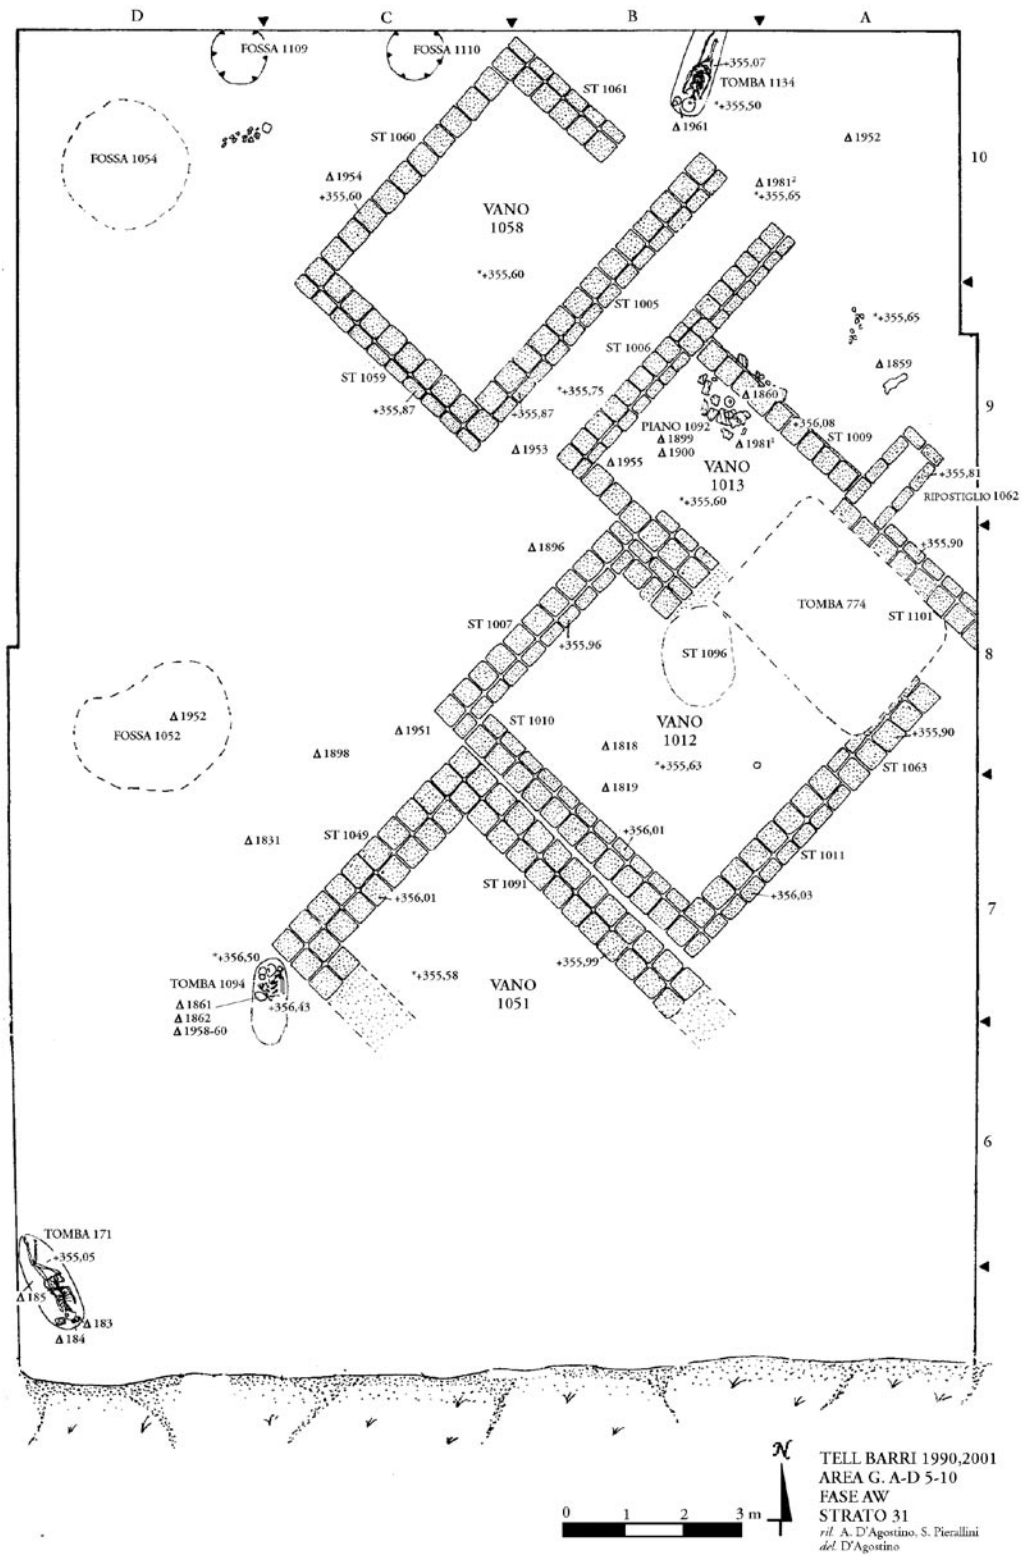 D C B A
FOSSA 1109
FOSSA 1110
+355,07
TOMBA 1134
*+355,50
Δ 1961
ST 1061
ST 1060
Δ 1952
FOSSA 1054
10
Δ 1954
+355,60
Δ 1981²
*+355,65
VANO
1058
*+355,60
ST 1005
*+355,65
ST 1006
Δ 1859
ST 1059
*+355,75
Δ 1860
9
+355,87
+355,87
PIANO 1092
+356,08
Δ 1899
Δ 1900
Δ 1981¹
ST 1009
Δ 1953
Δ 1955
VANO
1013
+355,81
RIPOSTIGLIO 1062
*+355,60
Δ 1896
+355,90
TOMBA 774
ST 1101
ST 1007
+355,96
ST 1096
8
Δ 1952
FOSSA 1052
Δ 1951
ST 1010
VANO
1012
+355,90
Δ 1898
Δ 1818
*+355,63
ST 1063
Δ 1819
Δ 1831
ST 1049
+356,01
ST 1011
ST 1091
+356,01
+356,03
7
*+356,50
TOMBA 1094
*+355,58
+355,99
VANO
1051
Δ 1861
Δ 1862
Δ 1958-60
+356,43
6
TOMBA 171
+355,05
Δ 185
Δ 183
Δ 184
N
TELL BARRI 1990,2001
AREA G. A-D 5-10
FASE AW
STRATO 31
ril. A. D'Agostino, S. Pierallini
del. D'Agostino
0 1 2 3 m